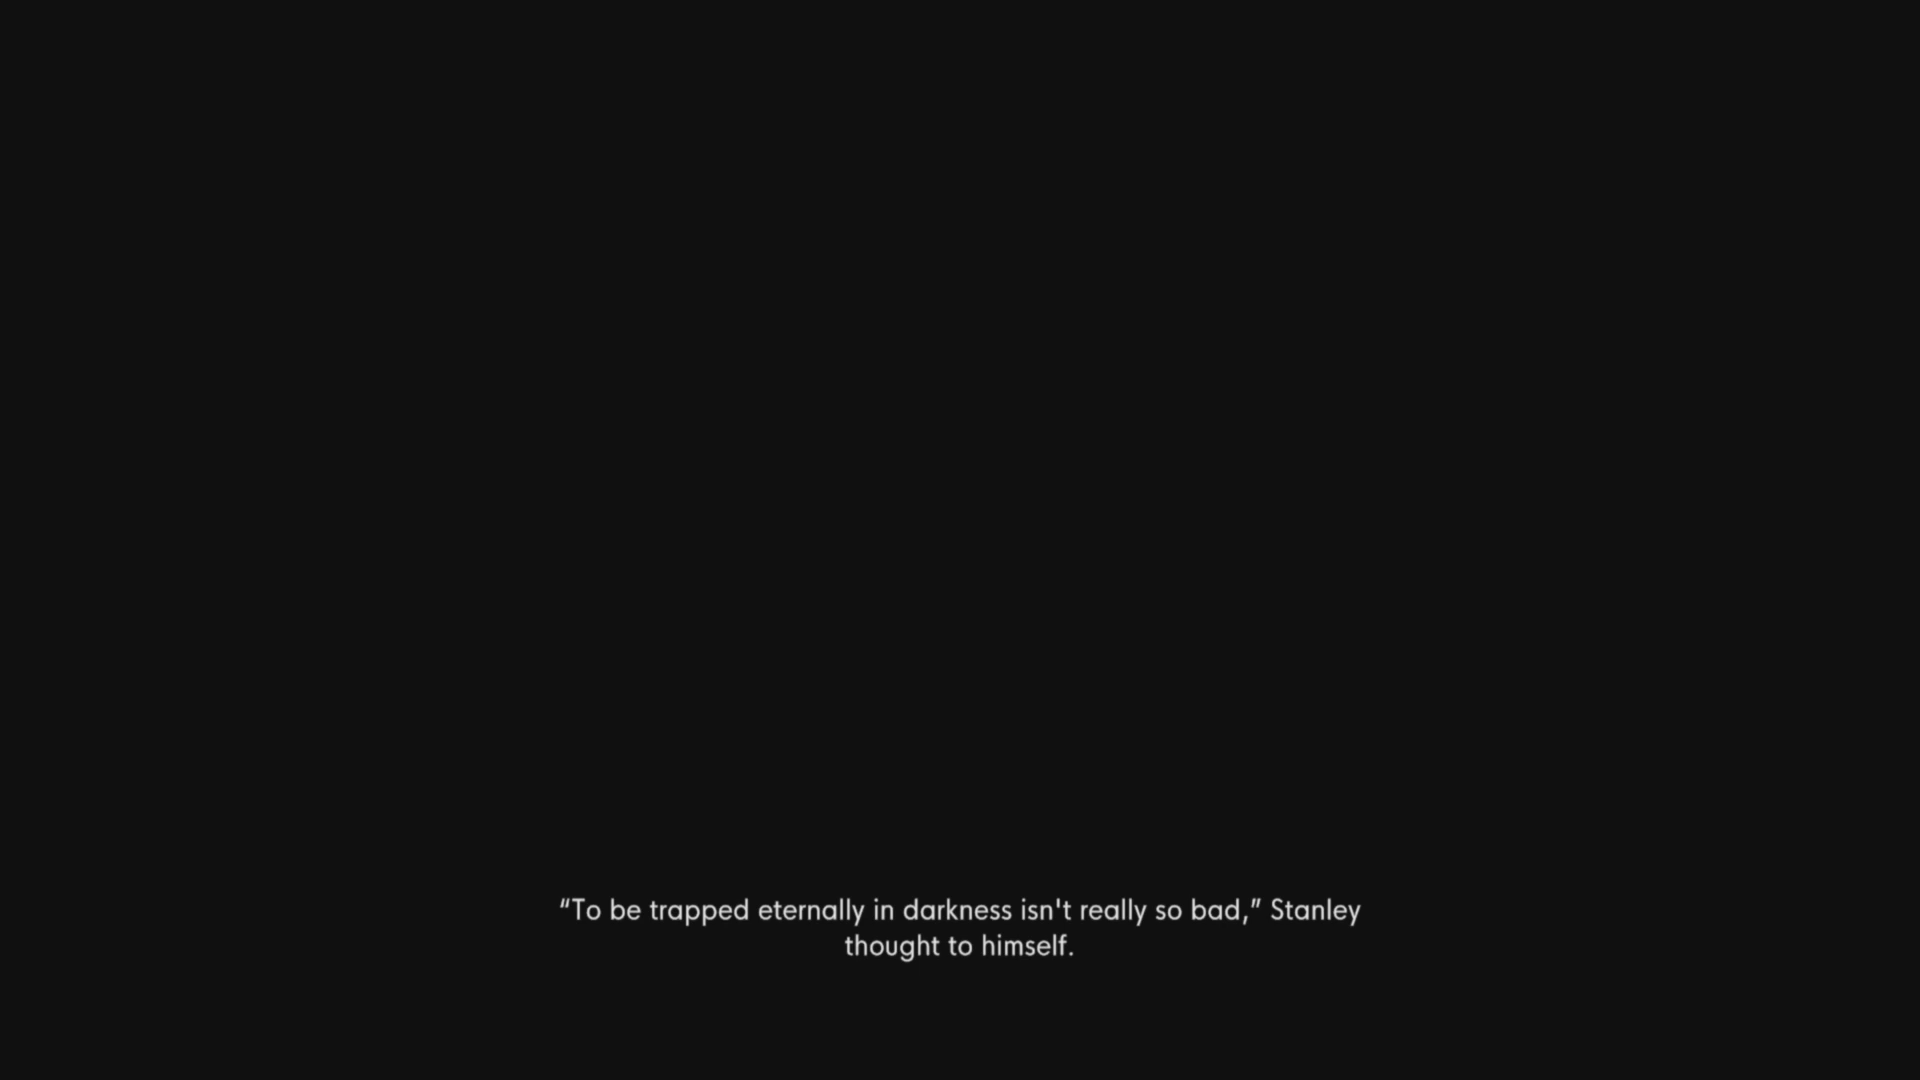 “To be trapped eternally in darkness isn't really so bad,” Stanley
thought to himself.